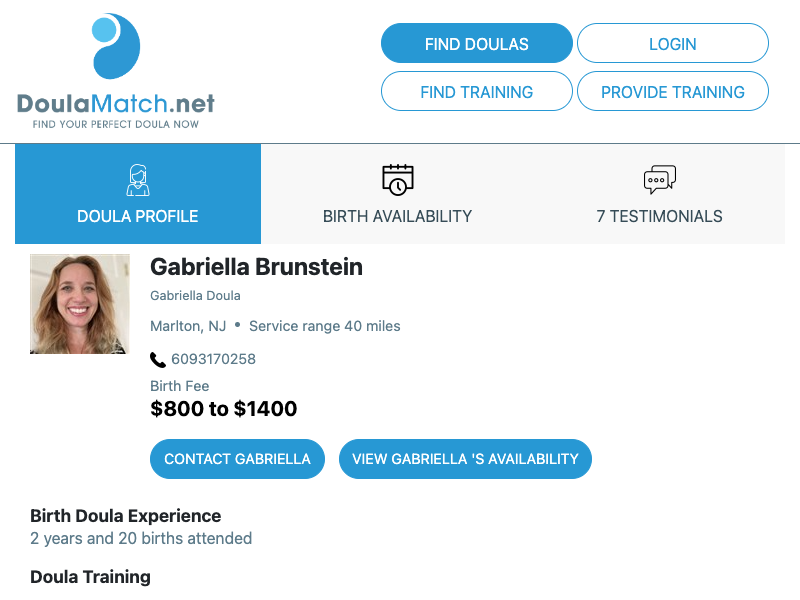 DoulaMatch.net
FIND YOUR PERFECT DOULA NOW
FIND DOULAS
LOGIN
FIND TRAINING
PROVIDE TRAINING
DOULA PROFILE
BIRTH AVAILABILITY
7 TESTIMONIALS
Gabriella Brunstein
Gabriella Doula
Marlton, NJ • Service range 40 miles
6093170258
Birth Fee
$800 to $1400
CONTACT GABRIELLA
VIEW GABRIELLA 'S AVAILABILITY
Birth Doula Experience
2 years and 20 births attended
Doula Training